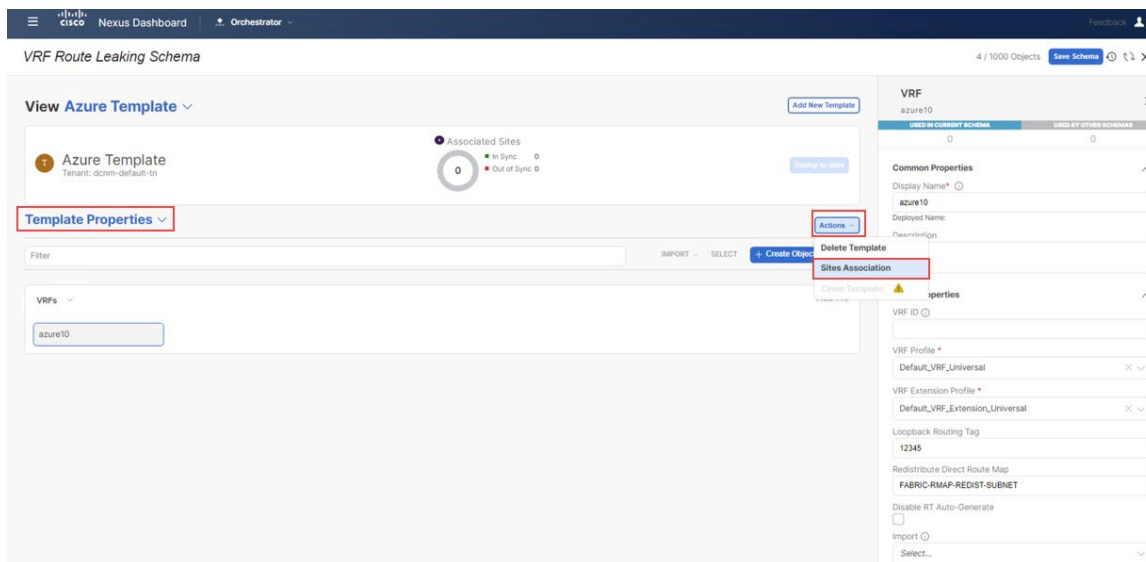 cisco Nexus Dashboard Orchestrator Feedback
VRF Route Leaking Schema 4 / 1000 Objects Save Schema
View Azure Template Add New Template
T Azure Template
Tenant: dcnm-default-tn
Associated Sites
0
In Sync 0
Out of Sync 0
Deploy to sites
Template Properties Actions
Filter IMPORT SELECT + Create Objec
Delete Template
Sites Association
Clone Template
VRFs
azure10
VRF
azure10
USED IN CURRENT SCHEMA USED BY OTHER SCHEMAS
0 0
Common Properties
Display Name*
azure10
Deployed Name:
Description
operties
VRF ID
VRF Profile *
Default_VRF_Universal
VRF Extension Profile *
Default_VRF_Extension_Universal
Loopback Routing Tag
12345
Redistribute Direct Route Map
FABRIC-RMAP-REDIST-SUBNET
Disable RT Auto-Generate
Import
Select...